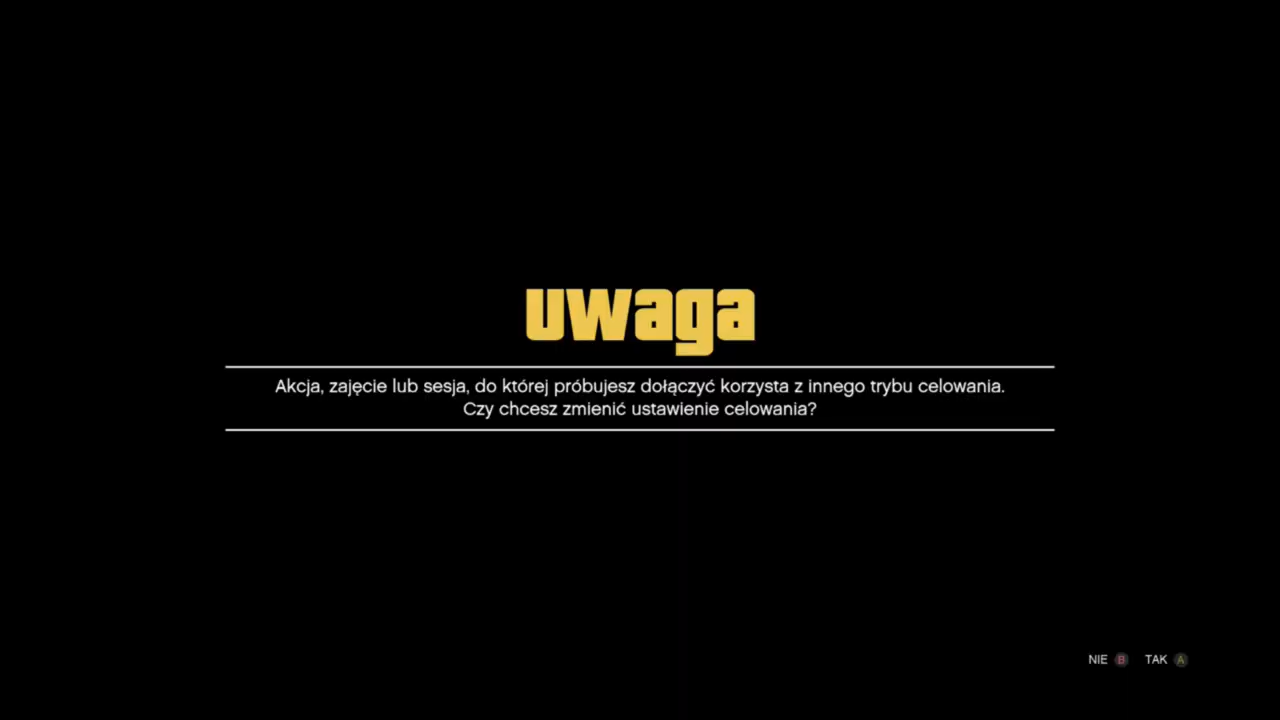 uwaga
Akcja, zajęcie lub sesja, do której próbujesz dołączyć korzysta z innego trybu celowania.
Czy chcesz zmienić ustawienie celowania?
NIE B TAK A